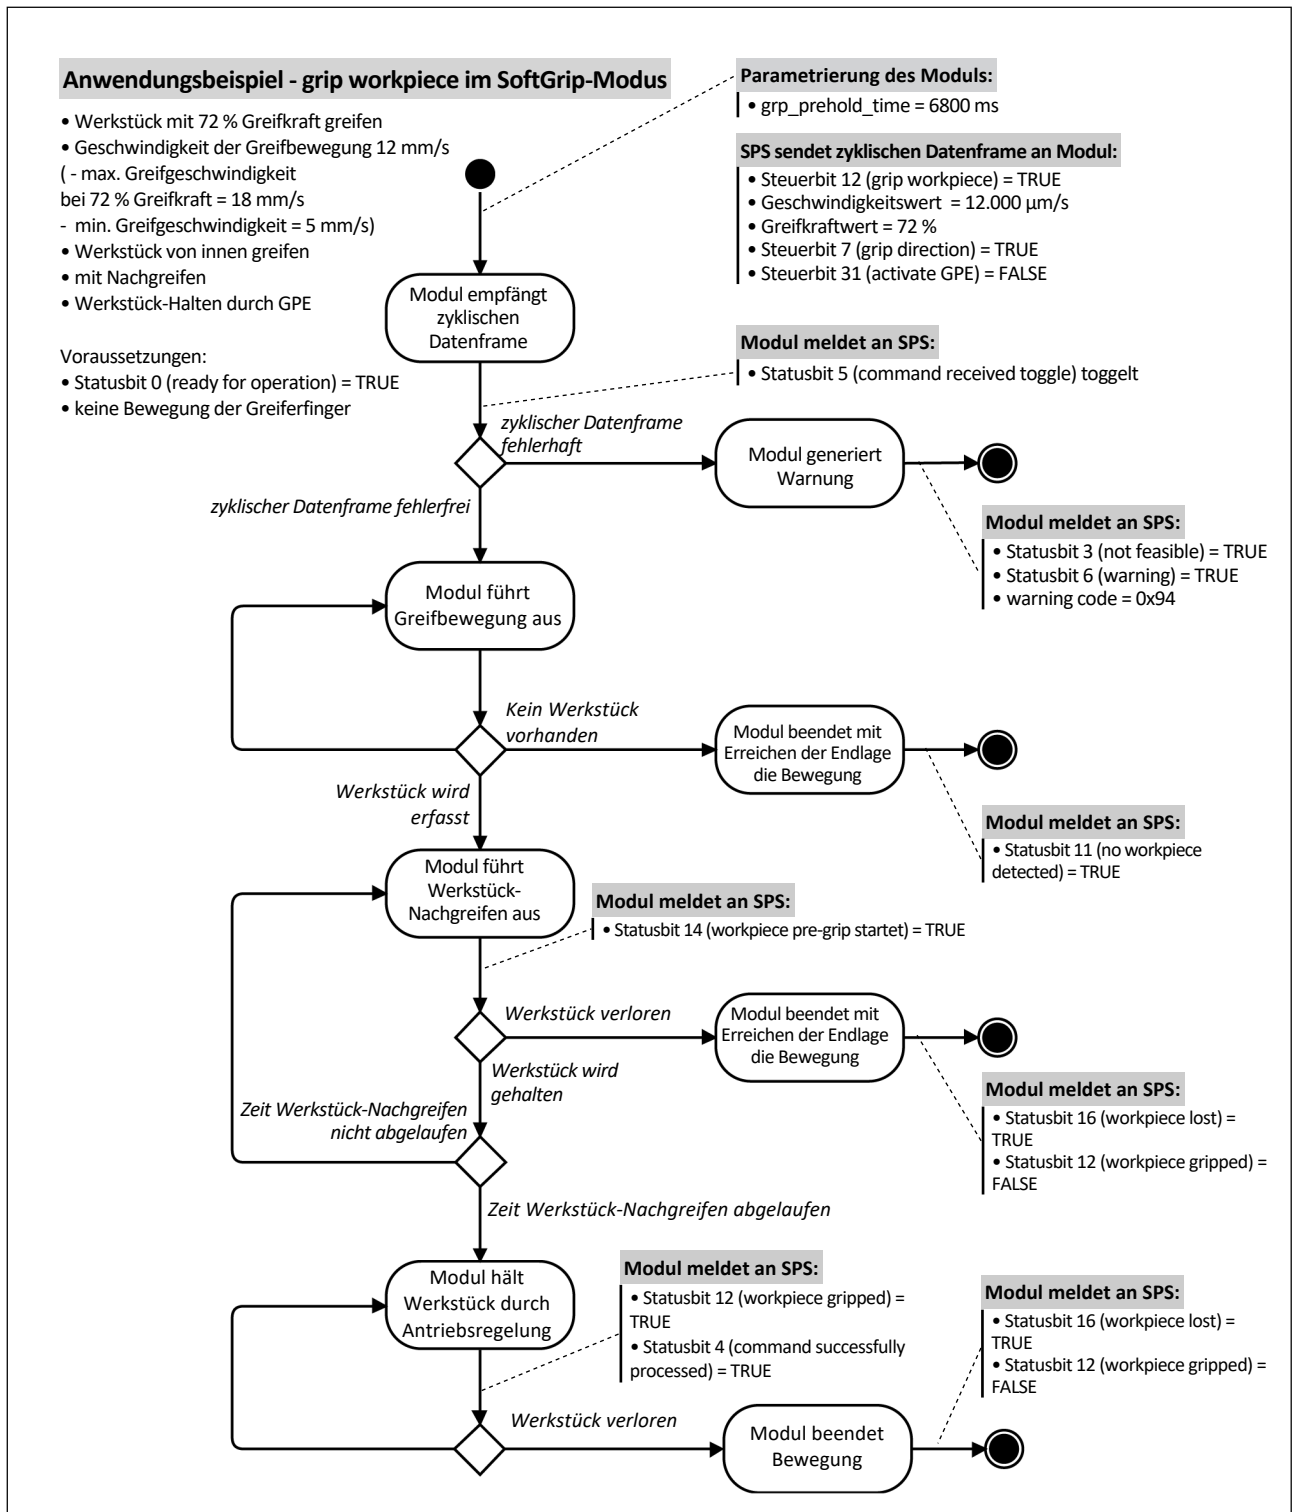 Anwendungsbeispiel - grip workpiece im SoftGrip-Modus
• Werkstück mit 72 % Greifkraft greifen
• Geschwindigkeit der Greifbewegung 12 mm/s
( - max. Greifgeschwindigkeit
bei 72 % Greifkraft = 18 mm/s
- min. Greifgeschwindigkeit = 5 mm/s)
• Werkstück von innen greifen
• mit Nachgreifen
• Werkstück-Halten durch GPE
Voraussetzungen:
• Statusbit 0 (ready for operation) = TRUE
• keine Bewegung der Greiferfinger
Parametrierung des Moduls:
• grp_prehold_time = 6800 ms
SPS sendet zyklischen Datenframe an Modul:
• Steuerbit 12 (grip workpiece) = TRUE
• Geschwindigkeitswert = 12.000 µm/s
• Greifkraftwert = 72 %
• Steuerbit 7 (grip direction) = TRUE
• Steuerbit 31 (activate GPE) = FALSE
Modul empfängt
zyklischen
Datenframe
Modul meldet an SPS:
• Statusbit 5 (command received toggle) toggelt
zyklischer Datenframe
fehlerhaft
Modul generiert
Warnung
zyklischer Datenframe fehlerfrei
Modul meldet an SPS:
• Statusbit 3 (not feasible) = TRUE
• Statusbit 6 (warning) = TRUE
• warning code = 0x94
Modul führt
Greifbewegung aus
Kein Werkstück
vorhanden
Modul beendet mit
Erreichen der Endlage
die Bewegung
Werkstück wird
erfasst
Modul meldet an SPS:
• Statusbit 11 (no workpiece
detected) = TRUE
Modul führt
Werkstück-
Nachgreifen aus
Modul meldet an SPS:
• Statusbit 14 (workpiece pre-grip startet) = TRUE
Werkstück verloren
Modul beendet mit
Erreichen der Endlage
die Bewegung
Werkstück wird
gehalten
Modul meldet an SPS:
• Statusbit 16 (workpiece lost) =
TRUE
• Statusbit 12 (workpiece gripped) =
FALSE
Zeit Werkstück-Nachgreifen
nicht abgelaufen
Zeit Werkstück-Nachgreifen abgelaufen
Modul hält
Werkstück durch
Antriebsregelung
Modul meldet an SPS:
• Statusbit 12 (workpiece gripped) =
TRUE
• Statusbit 4 (command successfully
processed) = TRUE
Modul meldet an SPS:
• Statusbit 16 (workpiece lost) =
TRUE
• Statusbit 12 (workpiece gripped) =
FALSE
Werkstück verloren
Modul beendet
Bewegung